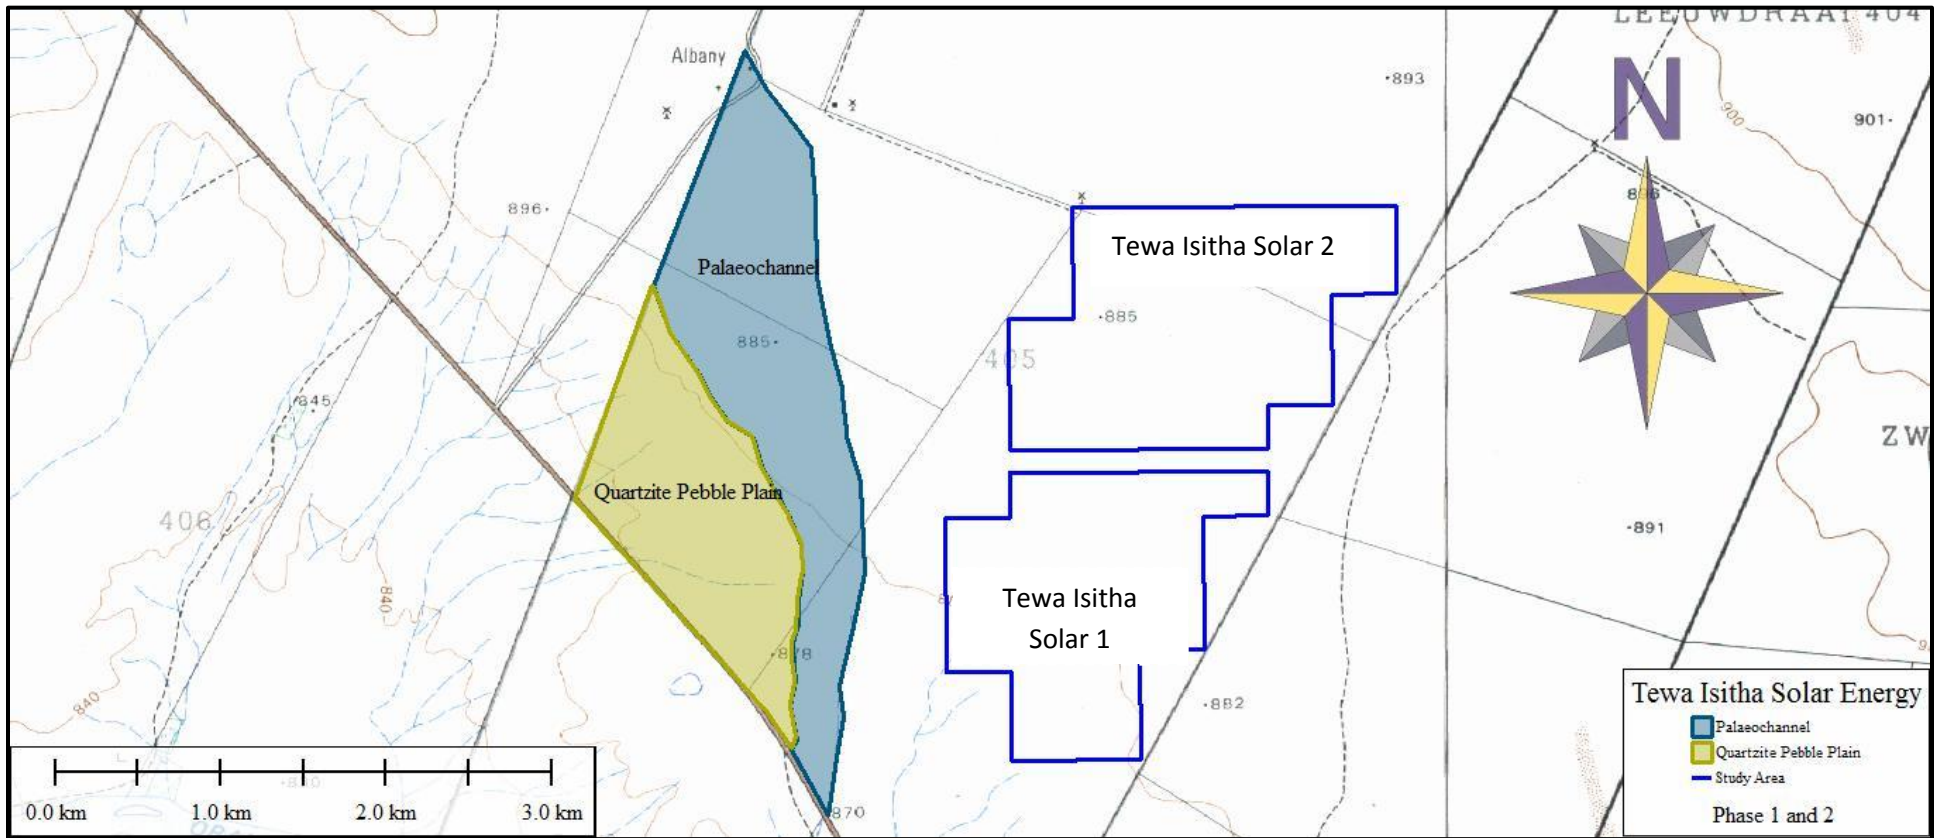 LEEUWDRAAI 404
Albany
893
N
900
901
896
896
Palaeochannel
Tewa Isitha Solar 2
885
885
405
845
ZW
Quartzite Pebble Plain
406
891
840
Tewa Isitha
Solar 1
878
882
840
870
0.0 km 1.0 km 2.0 km 3.0 km
Tewa Isitha Solar Energy
Palaeochannel
Quartzite Pebble Plain
Study Area
Phase 1 and 2